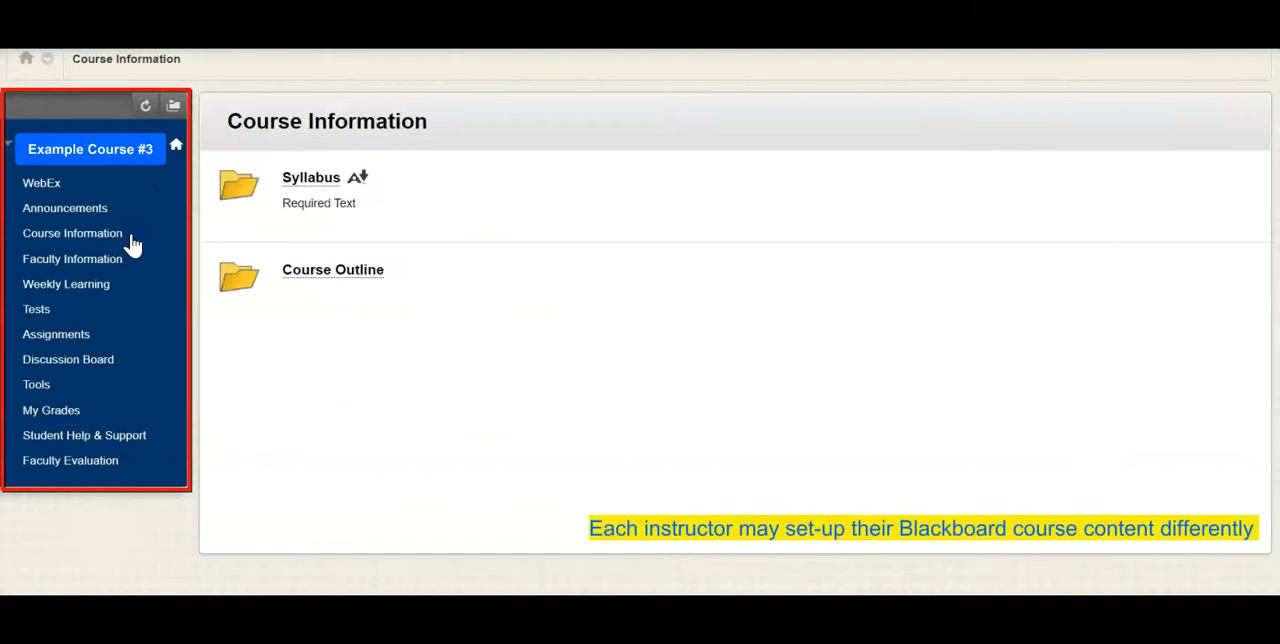 Course Information
Example Course #3
WebEx
Announcements
Course Information
Faculty Information
Weekly Learning
Tests
Assignments
Discussion Board
Tools
My Grades
Student Help & Support
Faculty Evaluation
Course Information
Syllabus
Required Text
Course Outline
Each instructor may set-up their Blackboard course content differently